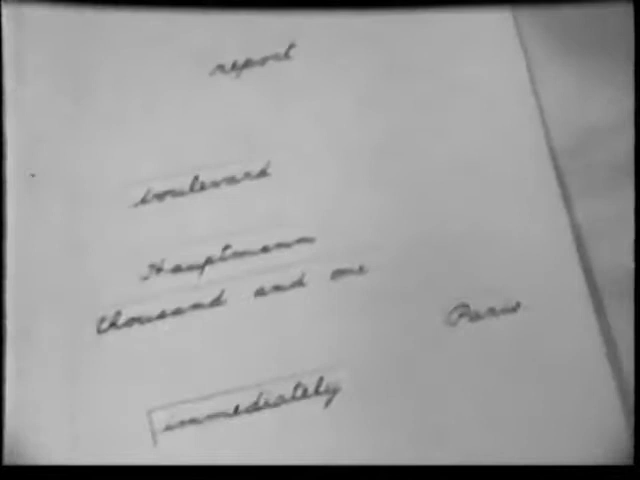 report
boulevard
Hauptmann
thousand and one
Paris
immediately